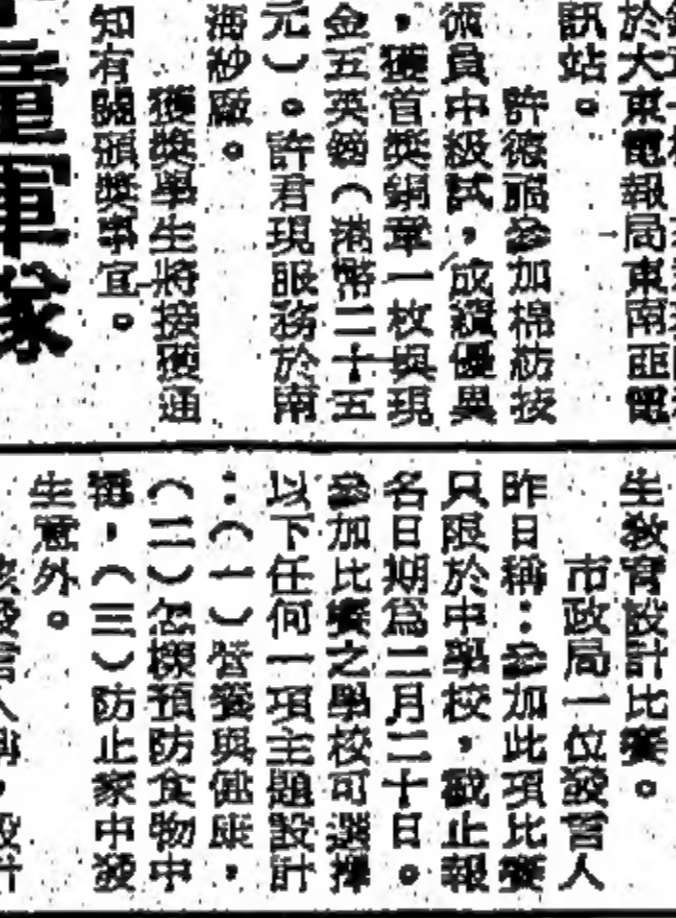 於大東電報局東南亞電
訊站。
許德福參加棉紡技
術員中級試，成績優異
，獲首獎銅章一枚與現
金五英鎊（港幣二十五
元）。許君現服務於南
海紗廠。
獲獎學生將接獲通
知有關頒獎事宜。
童軍隊
生教育設計比賽。
市政局一位發言人
昨日稱：參加此項比賽
只限於中學校，截止報
名日期爲二月二十日。
參加比賽之學校可選擇
以下任何一項主題設計
：（一）營養與健康，
（二）怎樣預防食物中
毒，（三）防止家中發
生意外。